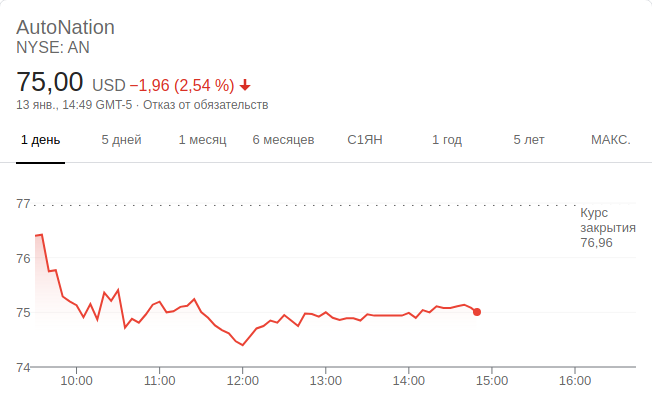 AutoNation
NYSE: AN
75,00 USD −1,96 (2,54 %)
13 янв., 14:49 GMT-5 · Отказ от обязательств
1 день 5 дней 1 месяц 6 месяцев С1ЯН 1 год 5 лет МАКС.
77
Курс
закрытия
76,96
76
75
74
10:00 11:00 12:00 13:00 14:00 15:00 16:00